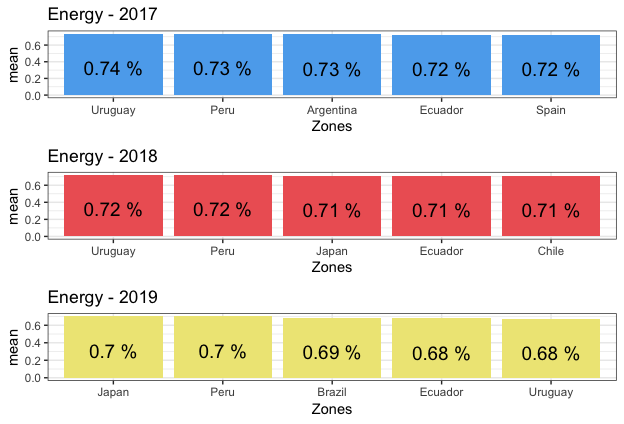 Energy - 2017
mean
0.6
0.4
0.2
0.0
0.74 % 0.73 % 0.73 % 0.72 % 0.72 %
Uruguay Peru Argentina Ecuador Spain
Zones
Energy - 2018
mean
0.6
0.4
0.2
0.0
0.72 % 0.72 % 0.71 % 0.71 % 0.71 %
Uruguay Peru Japan Ecuador Chile
Zones
Energy - 2019
mean
0.6
0.4
0.2
0.0
0.7 % 0.7 % 0.69 % 0.68 % 0.68 %
Japan Peru Brazil Ecuador Uruguay
Zones